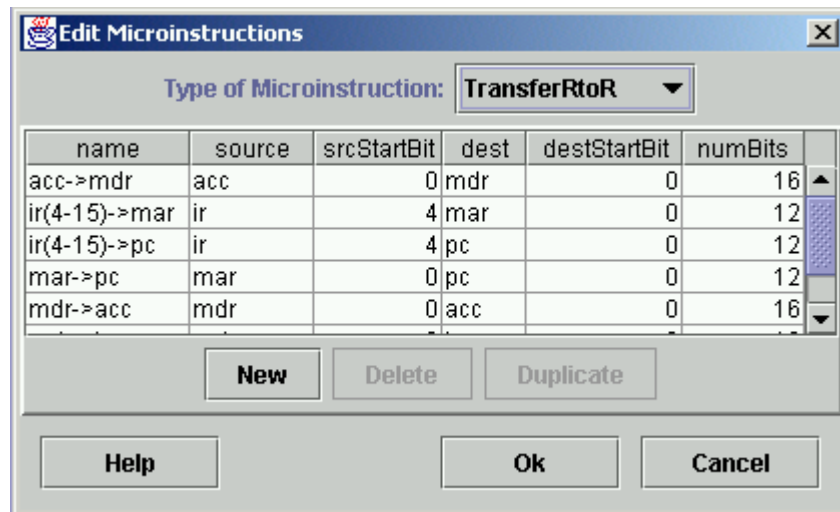 Edit Microinstructions
Type of Microinstruction: TransferRtoR
name source srcStartBit dest destStartBit numBits
acc->mdr acc 0 mdr 0 16
ir(4-15)->mar ir 4 mar 0 12
ir(4-15)->pc ir 4 pc 0 12
mar->pc mar 0 pc 0 12
mdr->acc mdr 0 acc 0 16
New Delete Duplicate
Help Ok Cancel